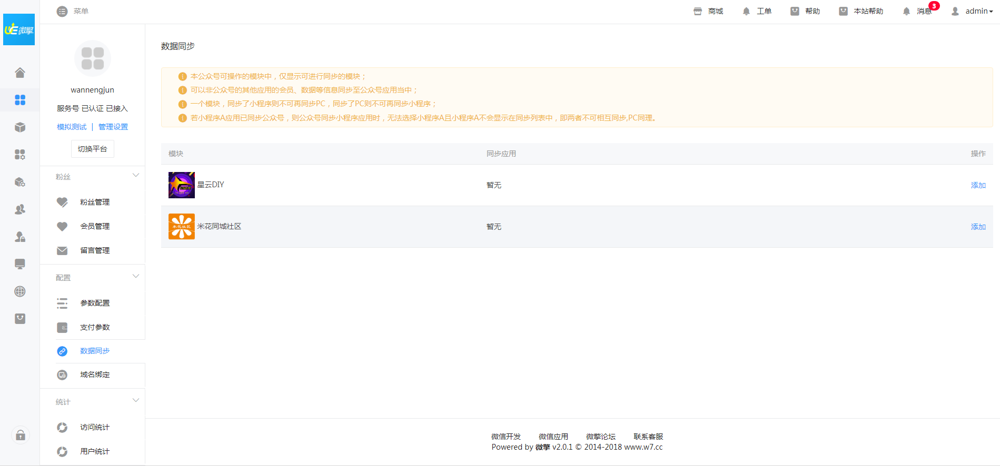 菜单
商城
工单
帮助
本站帮助
消息
3
admin
微擎
wannengjun
服务号 已认证 已接入
模拟测试 | 管理设置
切换平台
粉丝
粉丝管理
会员管理
留言管理
配置
参数配置
支付参数
数据同步
域名绑定
统计
访问统计
用户统计
数据同步
本公众号可操作的模块中，仅显示可进行同步的模块；
可以非公众号的其他应用的会员、数据等信息同步至公众号应用当中；
一个模块，同步了小程序则不可再同步PC，同步了PC则不可再同步小程序；
若小程序A应用已同步公众号，则公众号同步小程序应用时，无法选择小程序A且小程序A不会显示在同步列表中，即两者不可相互同步,PC同理。
模块 同步应用 操作
星云DIY 暂无 添加
米花社区
米花同城社区 暂无 添加
微信开发 微信应用 微擎论坛 联系客服
Powered by 微擎 v2.0.1 © 2014-2018 www.w7.cc